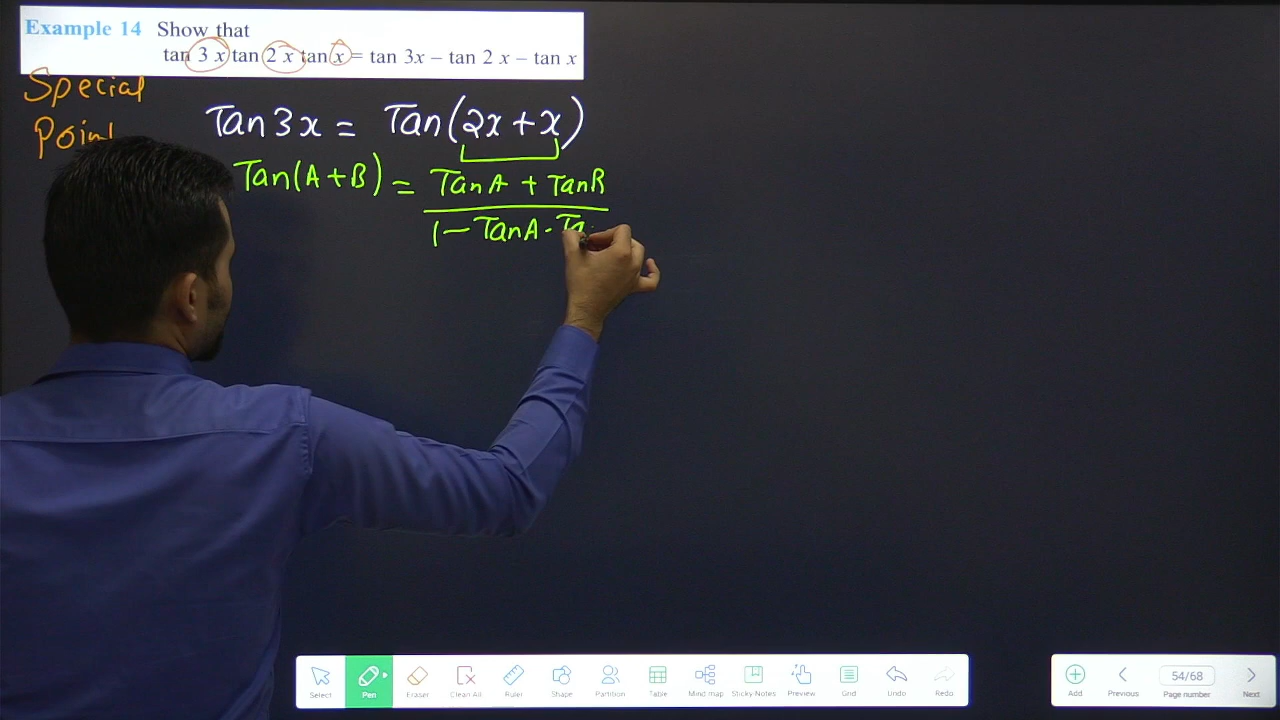 Example 14 Show that
tan 3 x tan 2 x tan x = tan 3x − tan 2 x − tan x
Special
Tan 3x = Tan(2x + x)
Tan(A + B) = TanA + TanB
1 − TanA ·
Select
Pen
Eraser
Clean All
Ruler
Shape
Partition
Table
Mind map
Sticky Notes
Preview
Grid
Undo
Redo
Add
Previous
54/68
Page number
Next